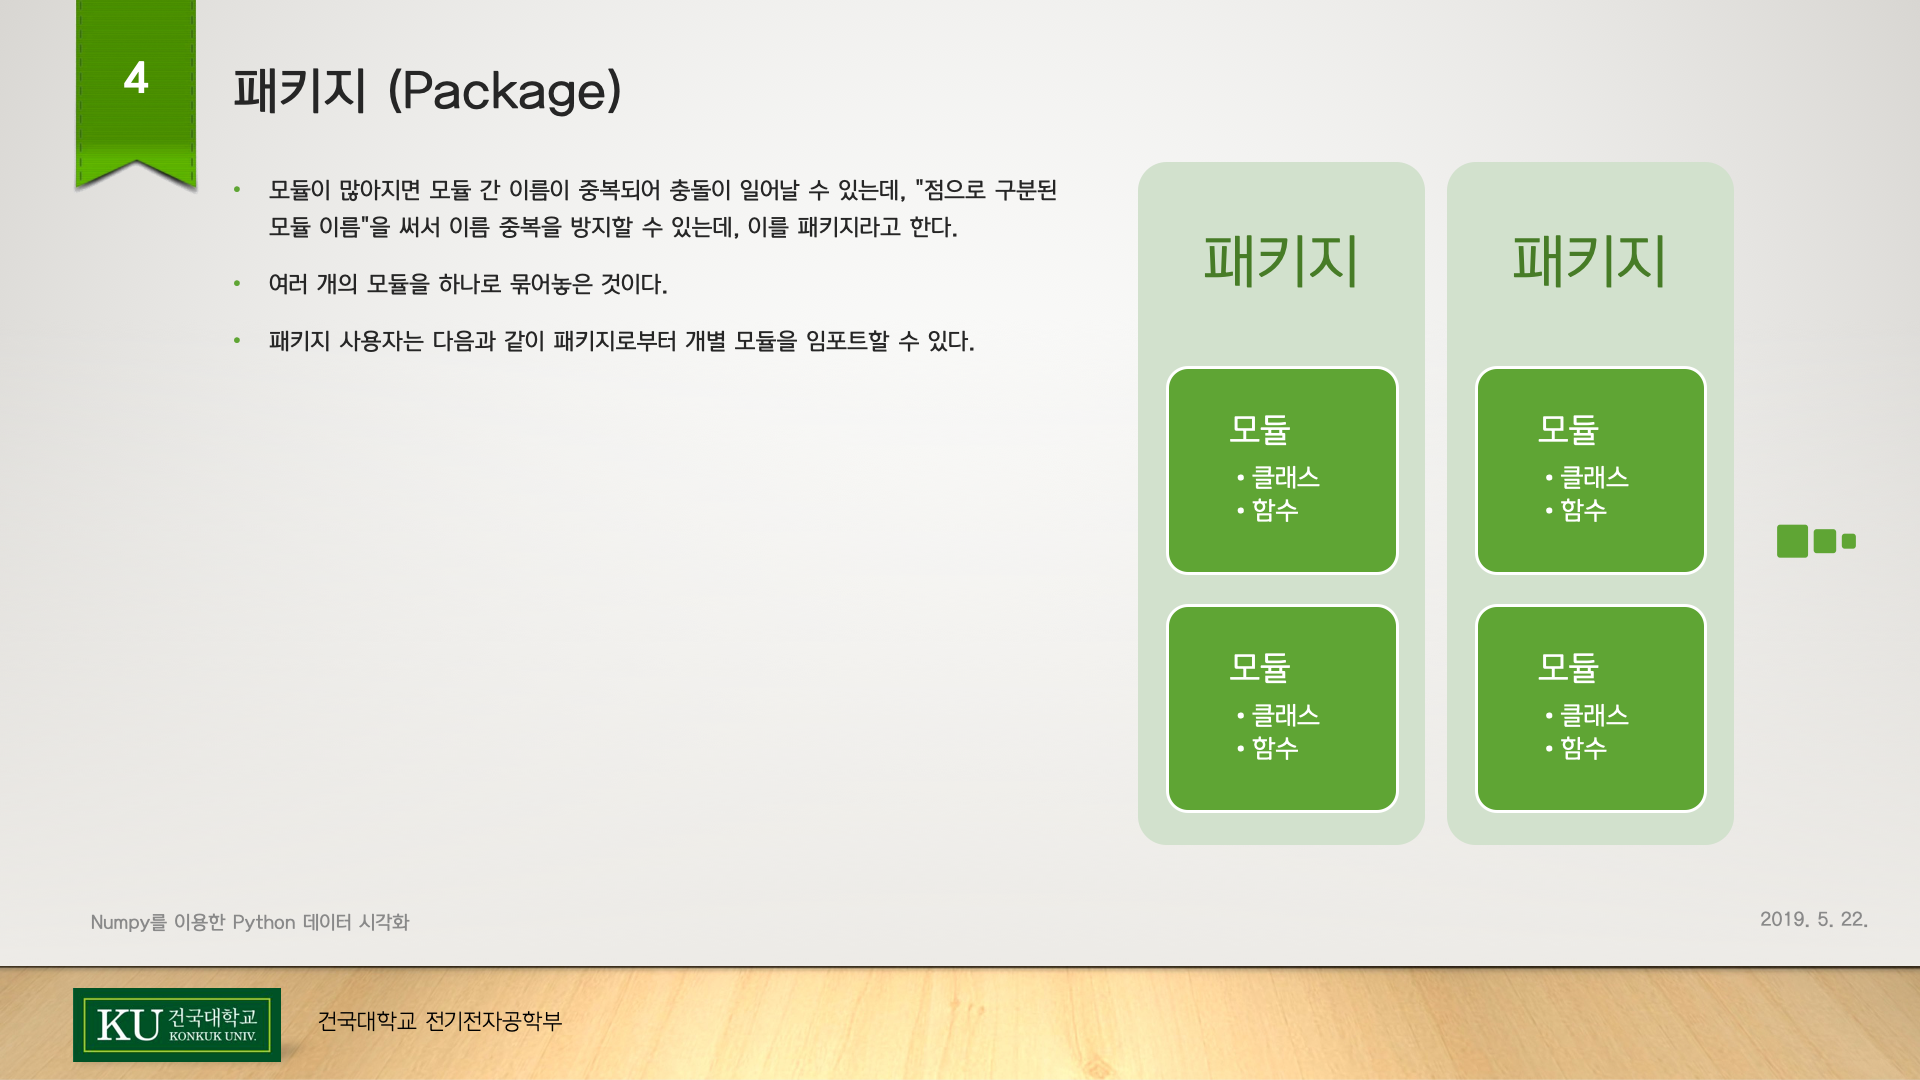 4
패키지 (Package)
• 모듈이 많아지면 모듈 간 이름이 중복되어 충돌이 일어날 수 있는데, "점으로 구분된
모듈 이름"을 써서 이름 중복을 방지할 수 있는데, 이를 패키지라고 한다.
• 여러 개의 모듈을 하나로 묶어놓은 것이다.
• 패키지 사용자는 다음과 같이 패키지로부터 개별 모듈을 임포트할 수 있다.
패키지
모듈
• 클래스
• 함수
모듈
• 클래스
• 함수
패키지
모듈
• 클래스
• 함수
모듈
• 클래스
• 함수
Numpy를 이용한 Python 데이터 시각화
2019. 5. 22.
KU 건국대학교
KONKUK UNIV.
건국대학교 전기전자공학부